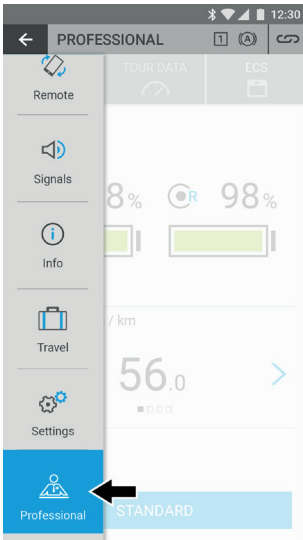 12:30
PROFESSIONAL 1 (A)
Remote
TOUR DATA ECS
Signals
8% R 98%
Info
/ km
Travel
56.0
Settings
Professional
STANDARD